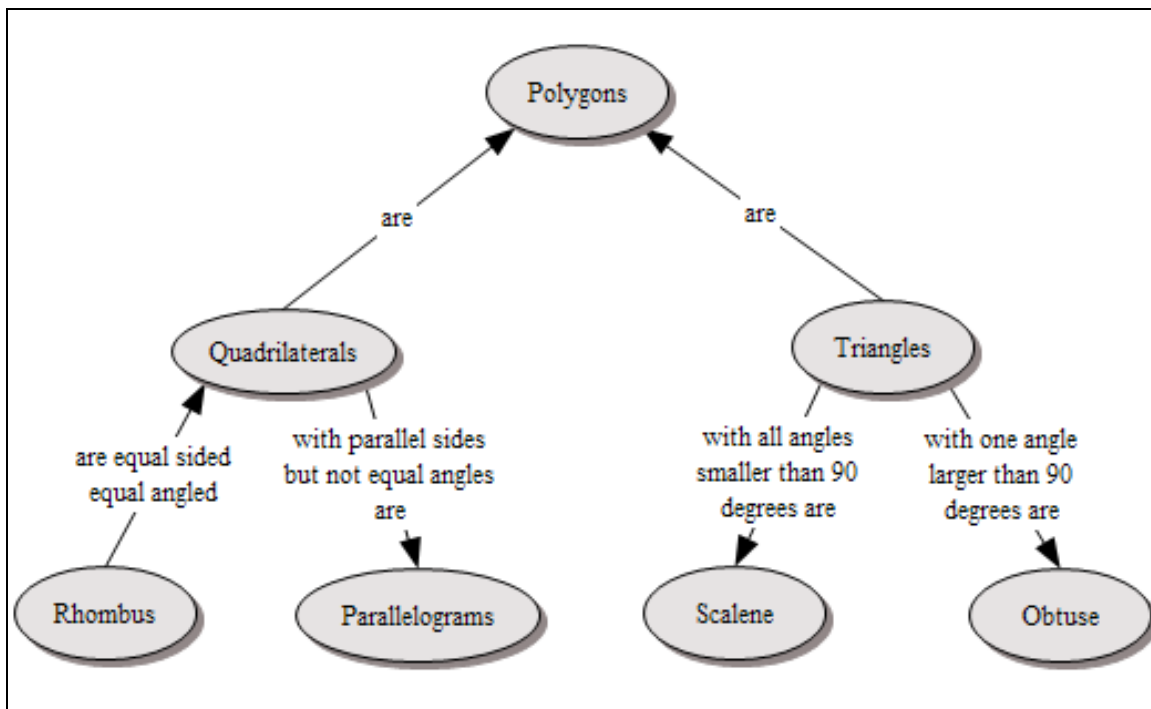 Polygons
are
are
Quadrilaterals
Triangles
are equal sided
equal angled
with parallel sides
but not equal angles
are
with all angles
smaller than 90
degrees are
with one angle
larger than 90
degrees are
Rhombus
Parallelograms
Scalene
Obtuse